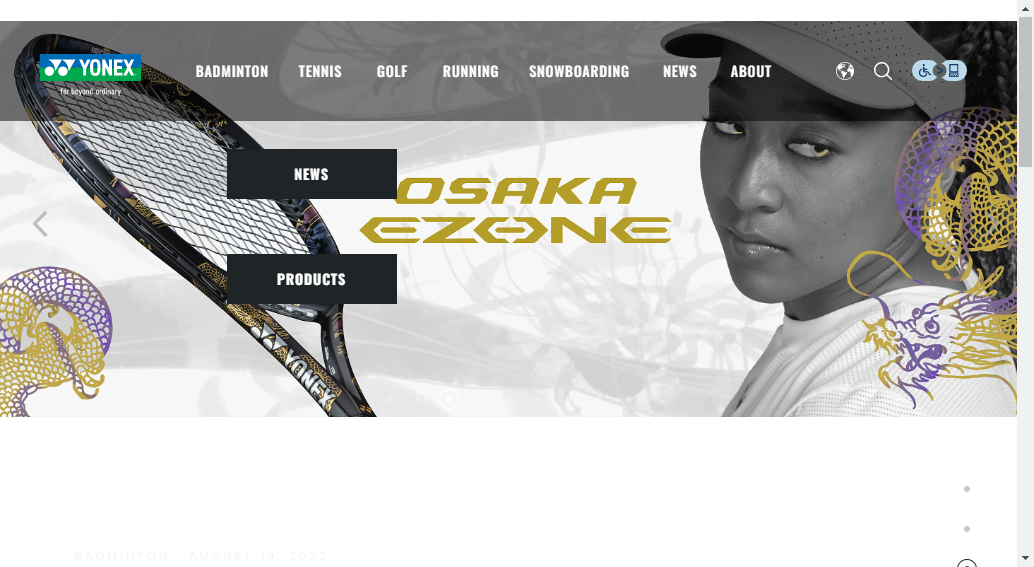 YONEX
for beyond ordinary
BADMINTON TENNIS GOLF RUNNING SNOWBOARDING NEWS ABOUT
NEWS
OSAKA
EZONE
PRODUCTS
YONEX
BADMINTON AUGUST 19, 2022